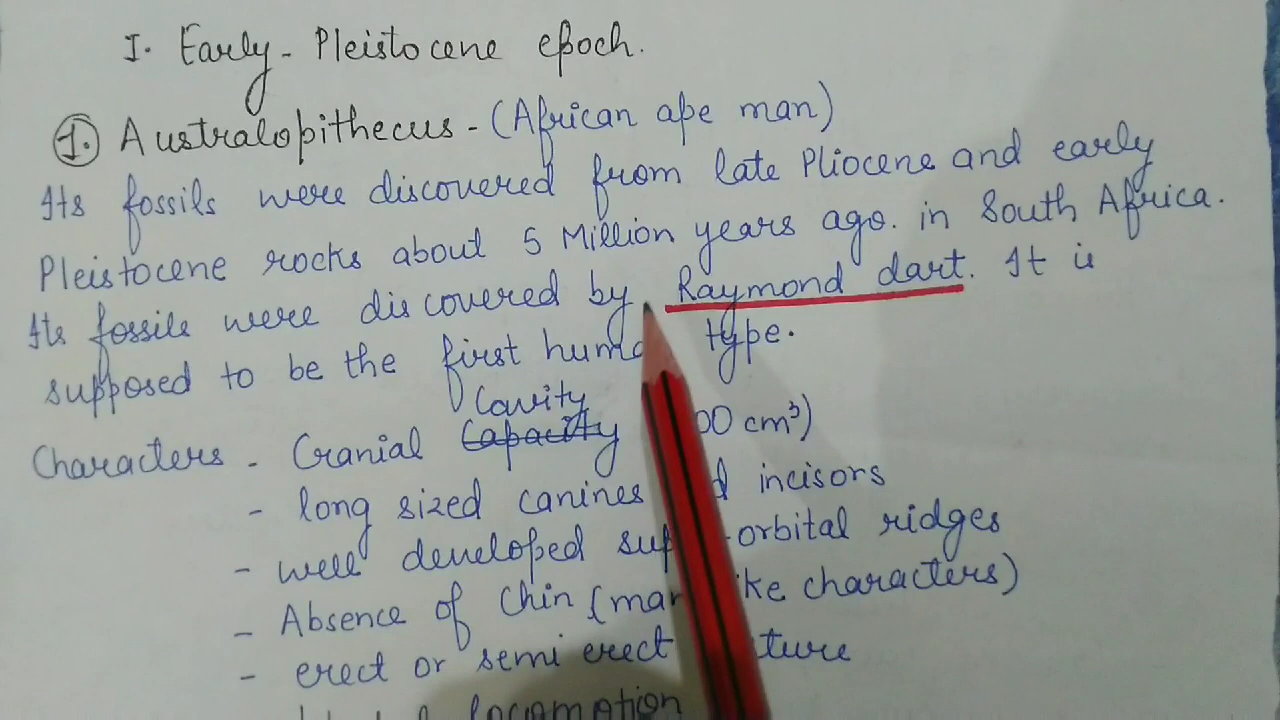 I. Early - Pleistocene epoch.
1. Australopithecus - (African ape man)
Its fossils were discovered from late Pliocene and early
Pleistocene rocks about 5 Million years ago. in South Africa.
Its fossils were discovered by Raymond dart. It is
supposed to be the first type.
Cavity
Characters - Cranial Capacity 00 cm³)
- long sized canines incisors
- well developed orbital ridges
- Absence of chin ( characters)
- erect or semi erect
locomotion